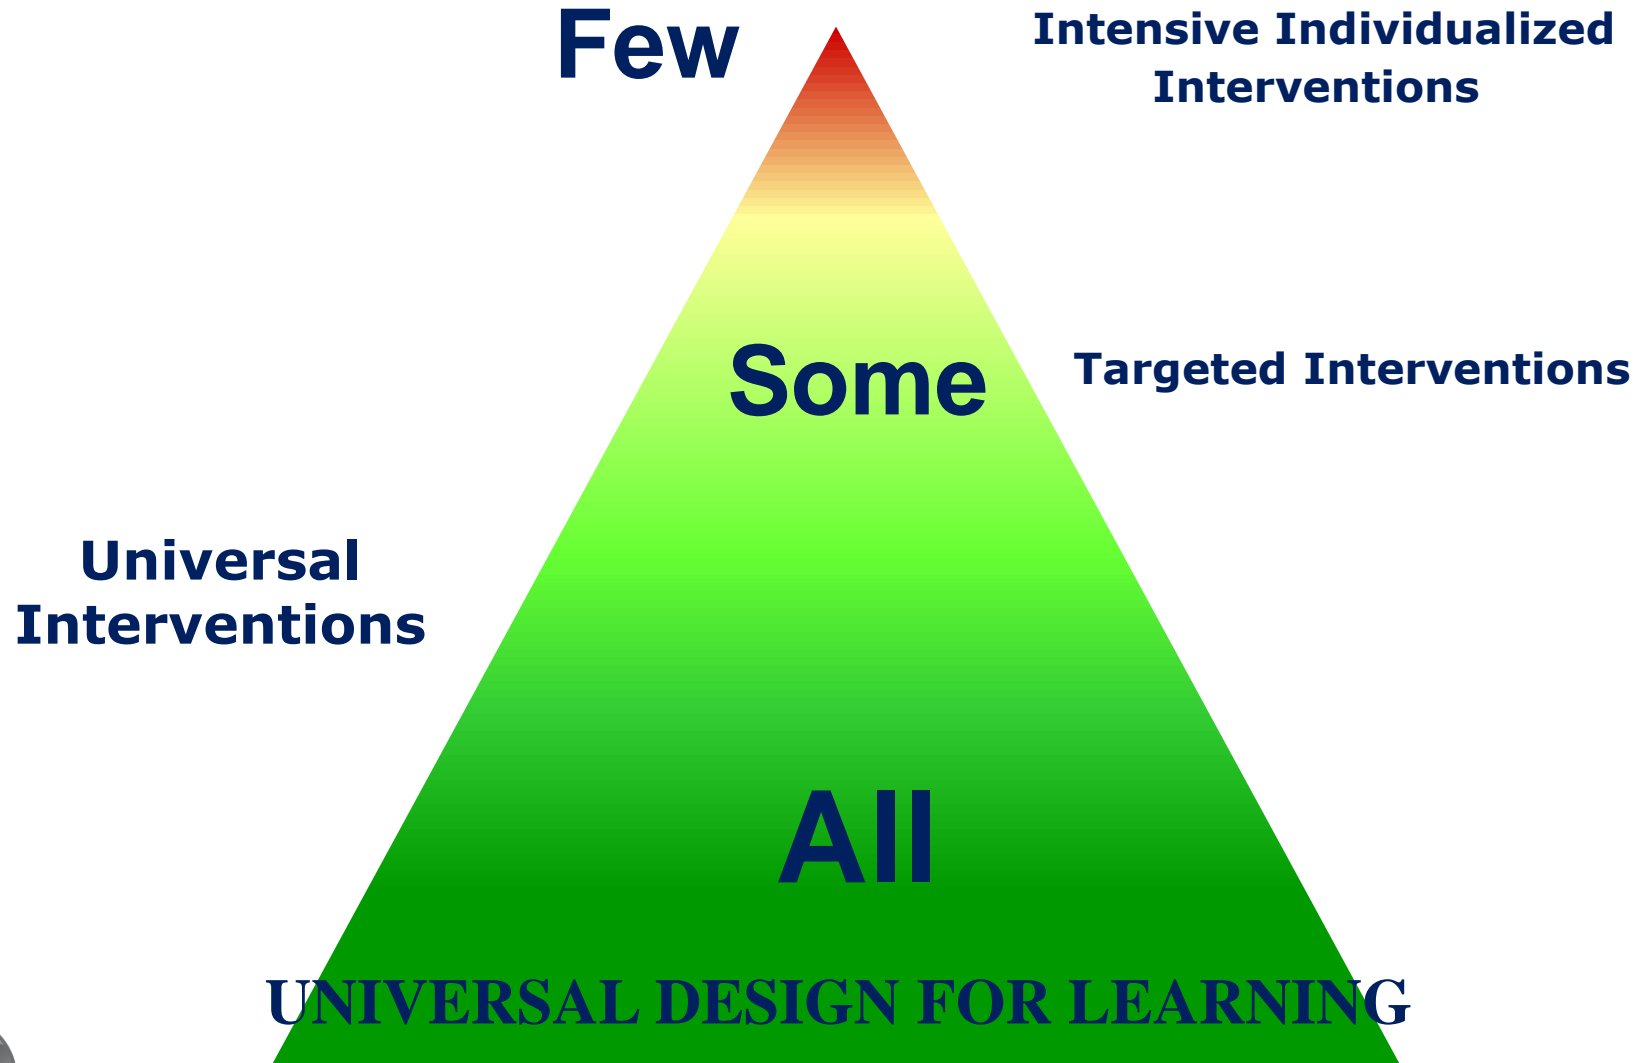 Few
Intensive Individualized
Interventions
Some
Targeted Interventions
Universal
Interventions
All
UNIVERSAL DESIGN FOR LEARNING